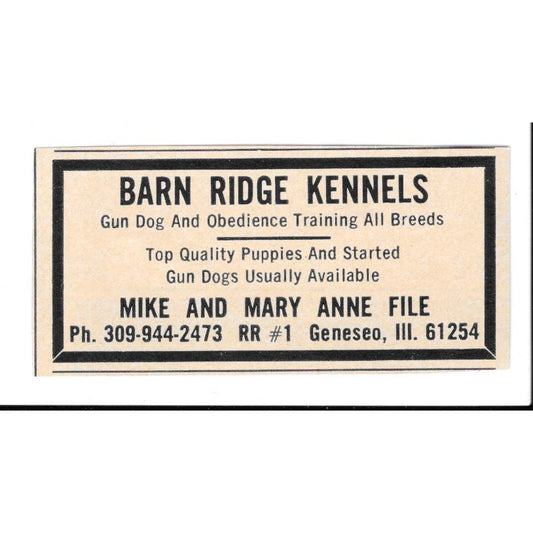 BARN RIDGE KENNELS
Gun Dog And Obedience Training All Breeds
Top Quality Puppies And Started
Gun Dogs Usually Available
MIKE AND MARY ANNE FILE
Ph. 309-944-2473 RR #1 Geneseo, Ill. 61254